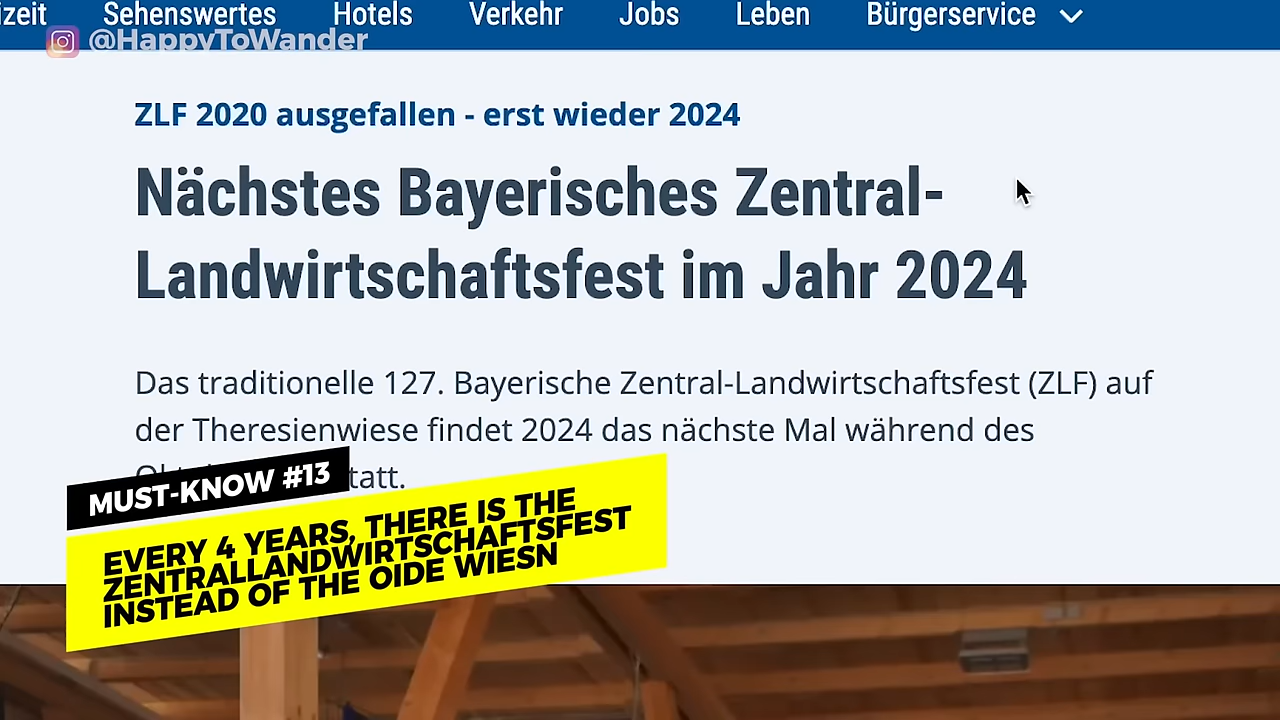 izeit Sehenswertes Hotels Verkehr Jobs Leben Bürgerservice
@HappyToWander
ZLF 2020 ausgefallen - erst wieder 2024
Nächstes Bayerisches Zentral-
Landwirtschaftsfest im Jahr 2024
Das traditionelle 127. Bayerische Zentral-Landwirtschaftsfest (ZLF) auf
der Theresienwiese findet 2024 das nächste Mal während des
tatt.
MUST-KNOW #13
EVERY 4 YEARS, THERE IS THE
ZENTRALLANDWIRTSCHAFTSFEST
INSTEAD OF THE OIDE WIESN